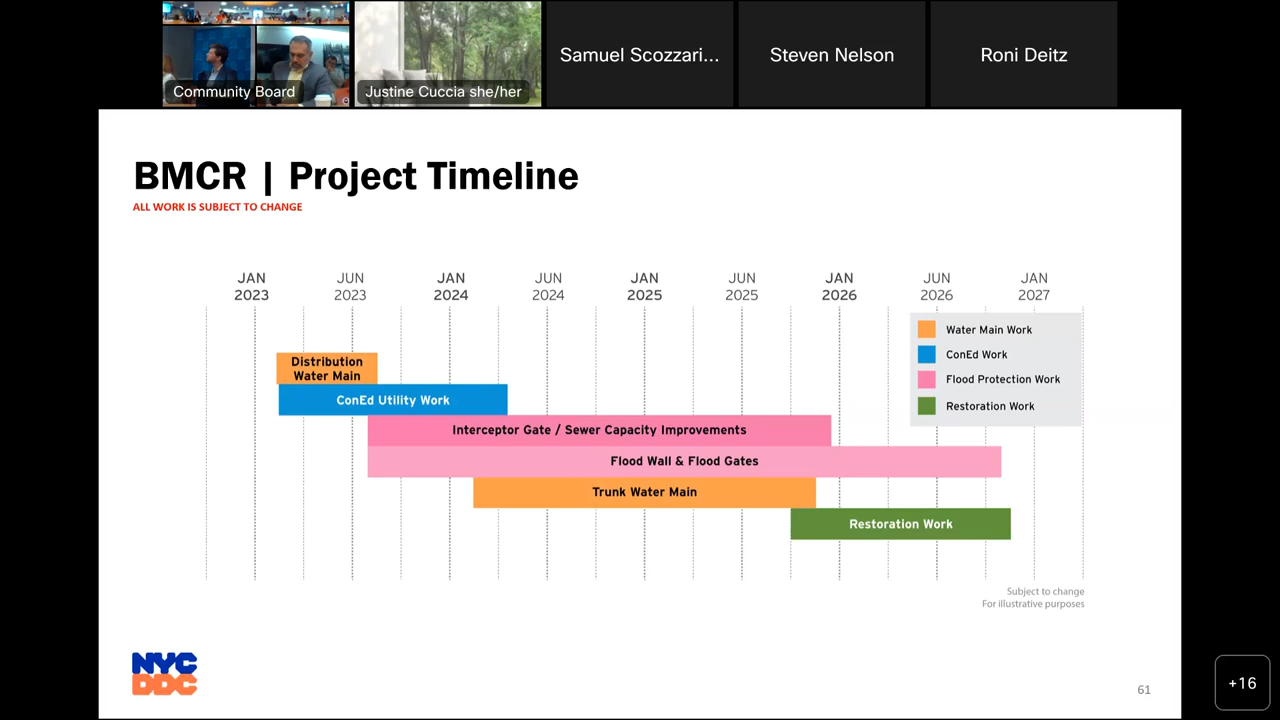 Community Board
Justine Cuccia she/her
Samuel Scozzari...
Steven Nelson
Roni Deitz
BMCR | Project Timeline
ALL WORK IS SUBJECT TO CHANGE
JAN 2023
JUN 2023
JAN 2024
JUN 2024
JAN 2025
JUN 2025
JAN 2026
JUN 2026
JAN 2027
Water Main Work
ConEd Work
Flood Protection Work
Restoration Work
Distribution
Water Main
ConEd Utility Work
Interceptor Gate / Sewer Capacity Improvements
Flood Wall & Flood Gates
Trunk Water Main
Restoration Work
Subject to change
For illustrative purposes
NYC
DDC
61
+16